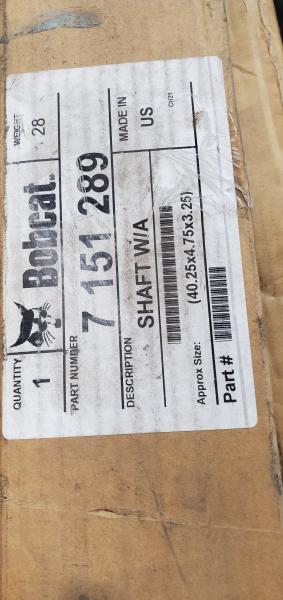 QUANTITY
1
WEIGHT
28
Bobcat®
PART NUMBER
7 151 289
DESCRIPTION
SHAFT W/A
MADE IN
US
CH21
Approx Size: (40.25x4.75x3.25)
Part #